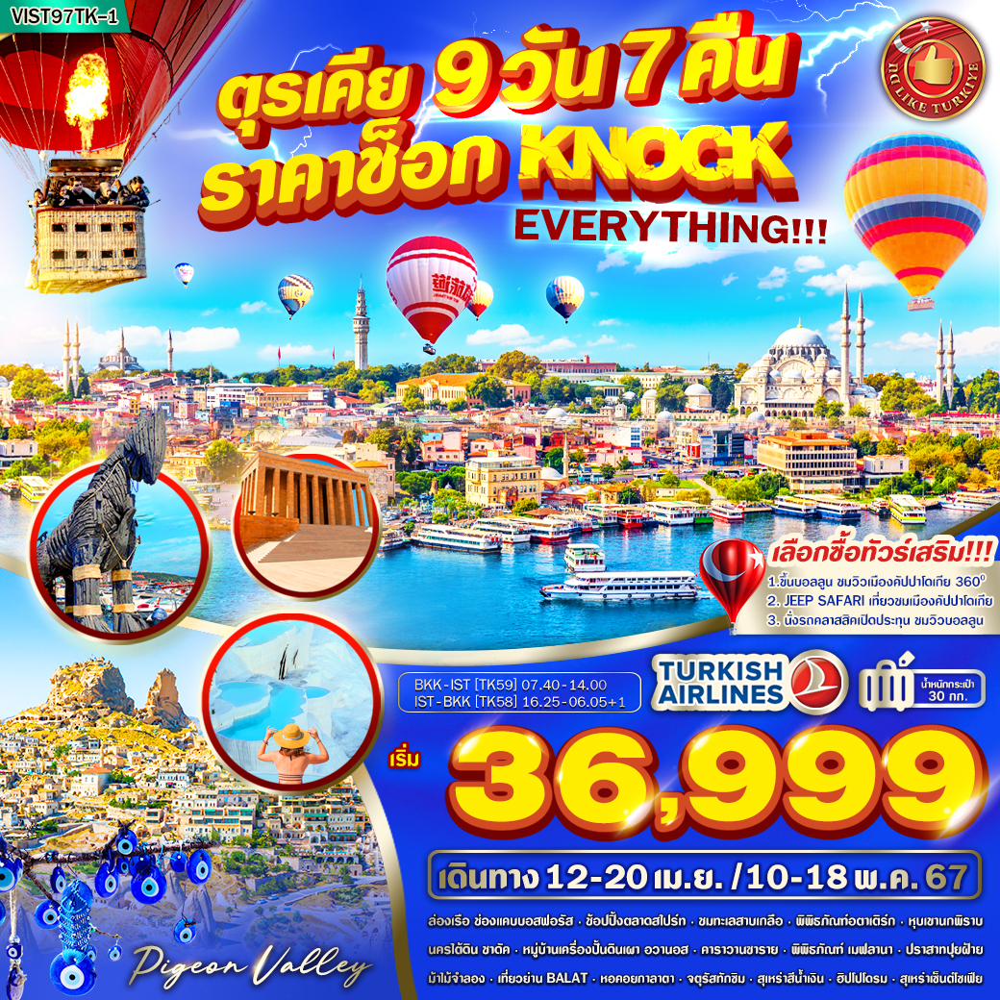 VIST97TK-1
ตุรเคีย 9 วัน 7 คืน
ราคาช็อก KNOCK
EVERYTHING!!!
กด LIKE TURKIYE
เลือกซื้อทัวร์เสริม!!!
1.ขึ้นบอลลูน ชมวิวเมืองคัปปาโดเกีย 360⁰
2. JEEP SAFARI เที่ยวชมเมืองคัปปาโดเกีย
3. นั่งรถคลาสสิคเปิดประทุน ชมวิวบอลลูน
BKK-IST [TK59] 07.40-14.00
IST-BKK [TK58] 16.25-06.05+1
TURKISH
AIRLINES
น้ำหนักกระเป๋า
30 กก.
เริ่ม 36,999
เดินทาง 12-20 เม.ย. /10-18 พ.ค. 67
ล่องเรือ ช่องแคบบอสฟอรัส · ช้อปปิ้งตลาดสไปร์ท · ชมทะเลสาบเกลือ · พิพิธภัณฑ์อตาเติร์ก · หุบเขานกพิราบ
นครใต้ดิน ชาดัค · หมู่บ้านเครื่องปั้นดินเผา อวานอส · คาราวานซาราย · พิพิธภัณฑ์ เมฟลานา · ปราสาทปุยฝ้าย
ม้าไม้จำลอง · เที่ยวย่าน BALAT · หอคอยกาลาตา · จตุรัสทักซิม · สุเหร่าสีน้ำเงิน · ฮิปโปโดรม · สุเหร่าเซ็นต์โซเฟีย
Pigeon Valley